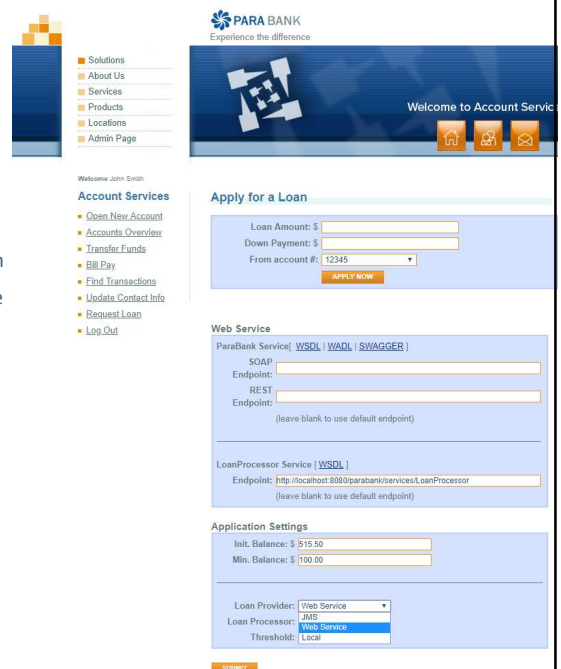 PARA BANK
Experience the difference
Solutions
About Us
Services
Products
Locations
Admin Page
Welcome to Account Servic
Welcome John Smith
Account Services
Open New Account
Accounts Overview
Transfer Funds
Bill Pay
Find Transactions
Update Contact Info
Request Loan
Log Out
n
e
Apply for a Loan
Loan Amount: $
Down Payment: $
From account #: 12345
APPLY NOW
Web Service
ParaBank Service[ WSDL | WADL | SWAGGER ]
SOAP
Endpoint:
REST
Endpoint:
(leave blank to use default endpoint)
LoanProcessor Service [ WSDL ]
Endpoint: http://localhost:8080/parabank/services/LoanProcessor
(leave blank to use default endpoint)
Application Settings
Init. Balance: $ 515.50
Min. Balance: $ 100.00
Loan Provider: Web Service
JMS
Loan Processor: Web Service
Threshold: Local
SUBMIT